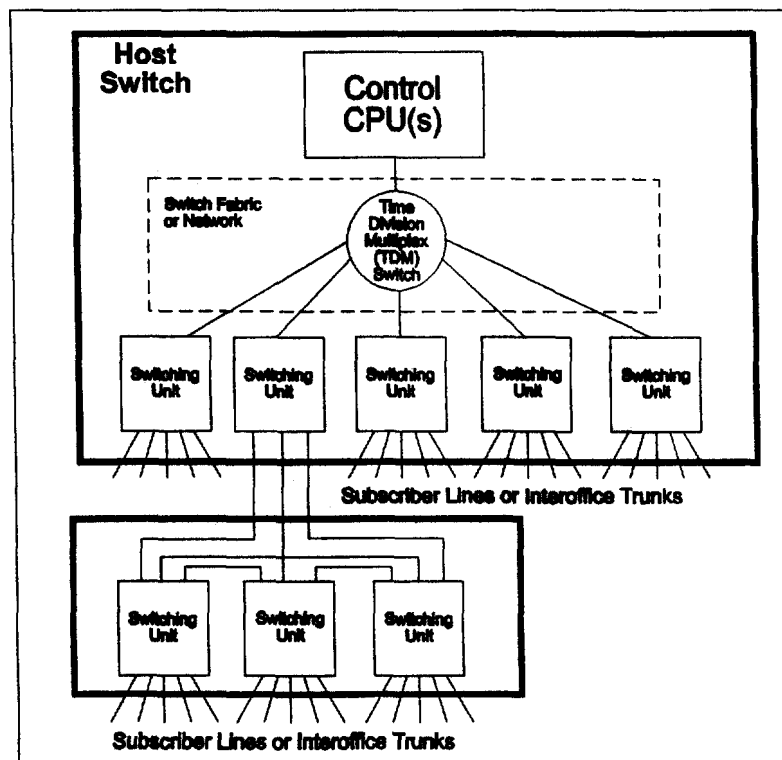 Host
Switch
Control
CPU(s)
Switch Fabric
or Network
Time
Division
Multiplex
(TDM)
Switch
Switching
Unit
Switching
Unit
Switching
Unit
Switching
Unit
Switching
Unit
Subscriber Lines or Interoffice Trunks
Switching
Unit
Switching
Unit
Switching
Unit
Subscriber Lines or Interoffice Trunks